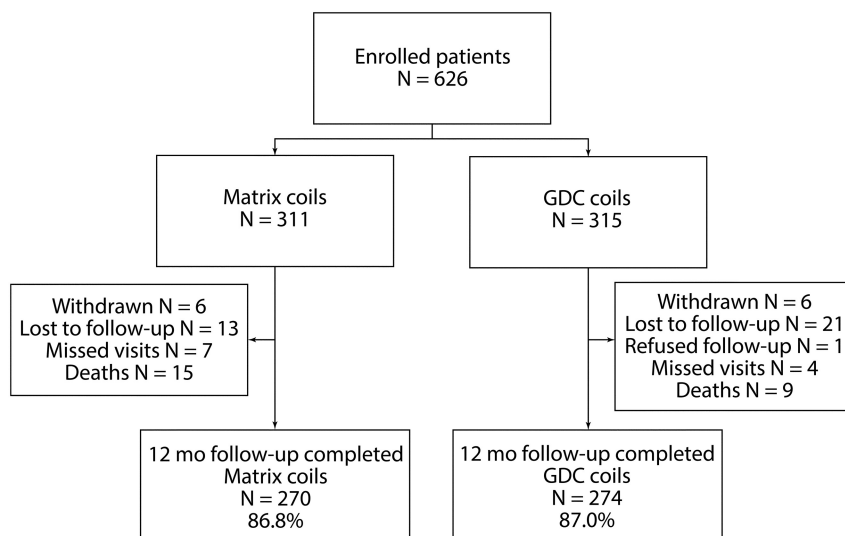 Enrolled patients
N = 626
Matrix coils
N = 311
GDC coils
N = 315
Withdrawn N = 6
Lost to follow-up N = 13
Missed visits N = 7
Deaths N = 15
Withdrawn N = 6
Lost to follow-up N = 21
Refused follow-up N = 1
Missed visits N = 4
Deaths N = 9
12 mo follow-up completed
Matrix coils
N = 270
86.8%
12 mo follow-up completed
GDC coils
N = 274
87.0%